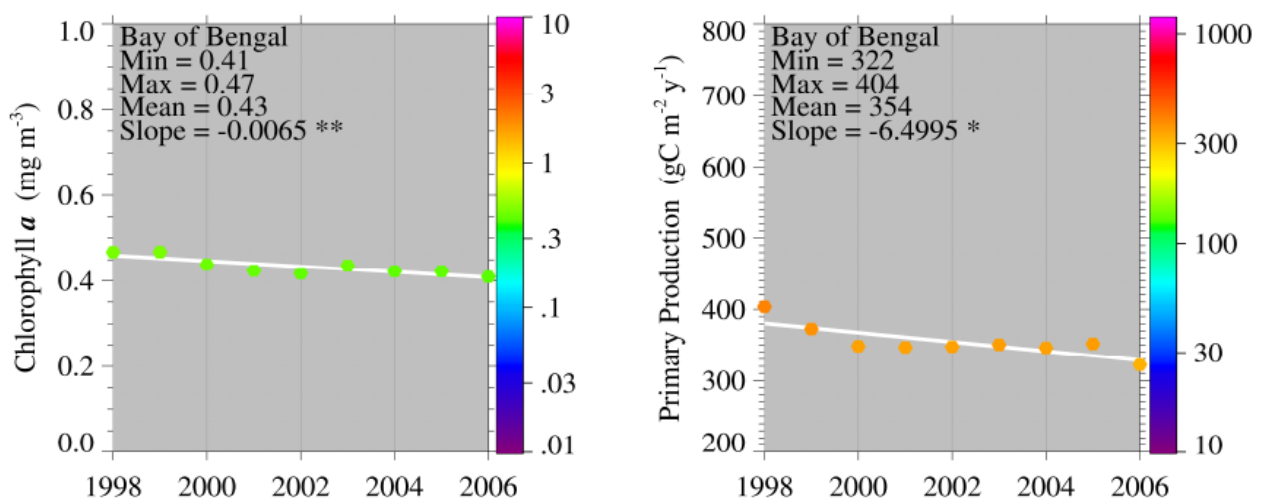 1.0
0.8
0.6
0.4
0.2
0.0
Chlorophyll a (mg m-3)
Bay of Bengal
Min = 0.41
Max = 0.47
Mean = 0.43
Slope = -0.0065 **
1998 2000 2002 2004 2006
10
3
1
.3
.1
.03
.01
800
700
600
500
400
300
200
Primary Production (gC m-2 y-1)
Bay of Bengal
Min = 322
Max = 404
Mean = 354
Slope = -6.4995 *
1998 2000 2002 2004 2006
1000
300
100
30
10